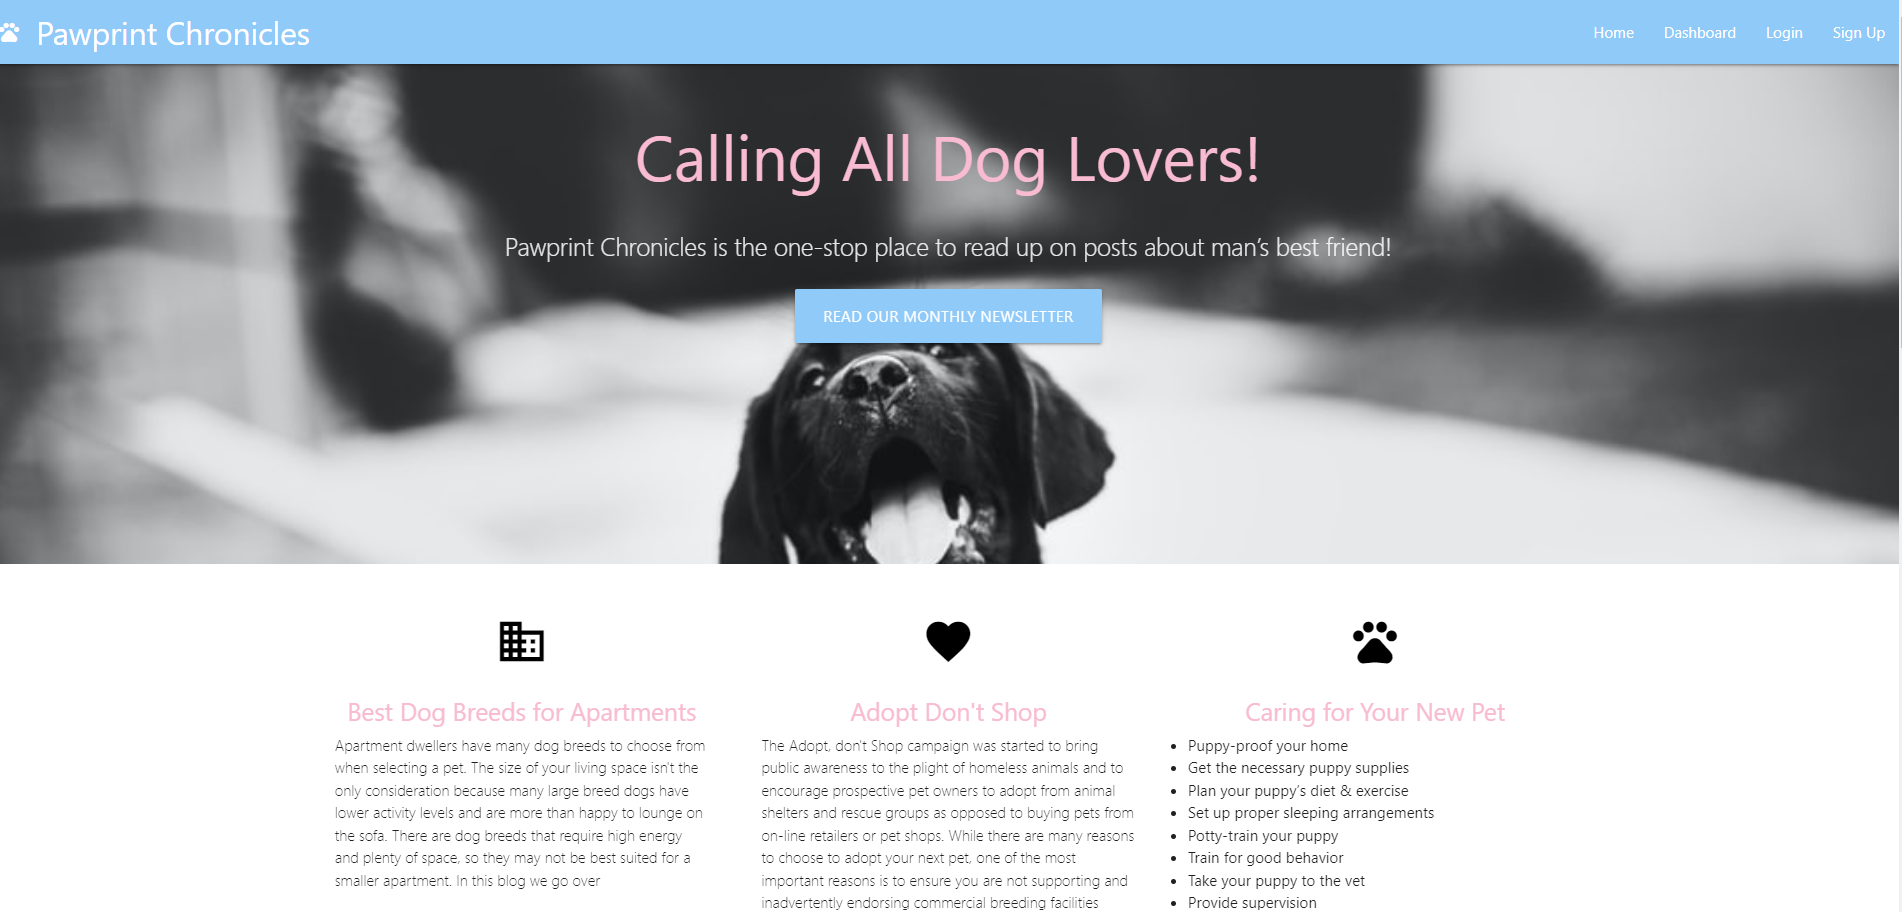 Pawprint Chronicles
Home Dashboard Login Sign Up
Calling All Dog Lovers!
Pawprint Chronicles is the one-stop place to read up on posts about man’s best friend!
READ OUR MONTHLY NEWSLETTER
Best Dog Breeds for Apartments
Apartment dwellers have many dog breeds to choose from
when selecting a pet. The size of your living space isn't the
only consideration because many large breed dogs have
lower activity levels and are more than happy to lounge on
the sofa. There are dog breeds that require high energy
and plenty of space, so they may not be best suited for a
smaller apartment. In this blog we go over
Adopt Don't Shop
The Adopt, don't Shop campaign was started to bring
public awareness to the plight of homeless animals and to
encourage prospective pet owners to adopt from animal
shelters and rescue groups as opposed to buying pets from
on-line retailers or pet shops. While there are many reasons
to choose to adopt your next pet, one of the most
important reasons is to ensure you are not supporting and
inadvertently endorsing commercial breeding facilities
Caring for Your New Pet
• Puppy-proof your home
• Get the necessary puppy supplies
• Plan your puppy’s diet & exercise
• Set up proper sleeping arrangements
• Potty-train your puppy
• Train for good behavior
• Take your puppy to the vet
• Provide supervision